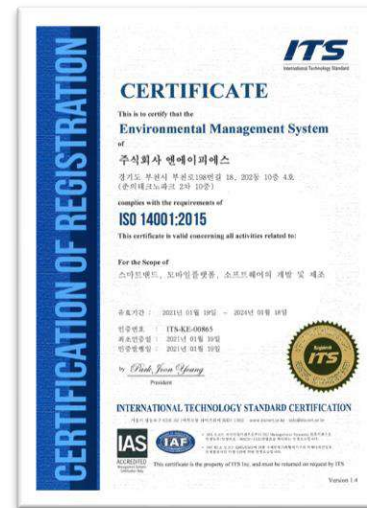 CERTIFICATION OF REGISTRATION
ITS
International Technology Standard
CERTIFICATE
This is to certify that the
Environmental Management System
of
주식회사 엔에이피에스
경기도 부천시 부천로198번길 18, 202동 10층 4호
(춘의테크노파크 2차 10층)
complies with the requirements of
ISO 14001:2015
This certificate is valid concerning all activities related to:
For the Scope of
스마트밴드, 모바일플랫폼, 소프트웨어의 개발 및 제조
유효기간 : 2021년 01월 19일 ~ 2024년 01월 18일
인증번호 : ITS-KE-00865
최초인증일 : 2021년 01월 19일
인증발행일 : 2021년 01월 19일
by Park Joon Young
President
Registered
ITS
INTERNATIONAL TECHNOLOGY STANDARD CERTIFICATION
IAS
ACCREDITED
IAF
This certificate is the property of ITS Inc. and must be returned on request by ITS
Version 1.4